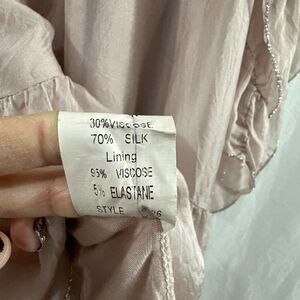 30%VISCOSE
70% SILK
Lining
95% VISCOSE
5% ELASTANE
STYLE